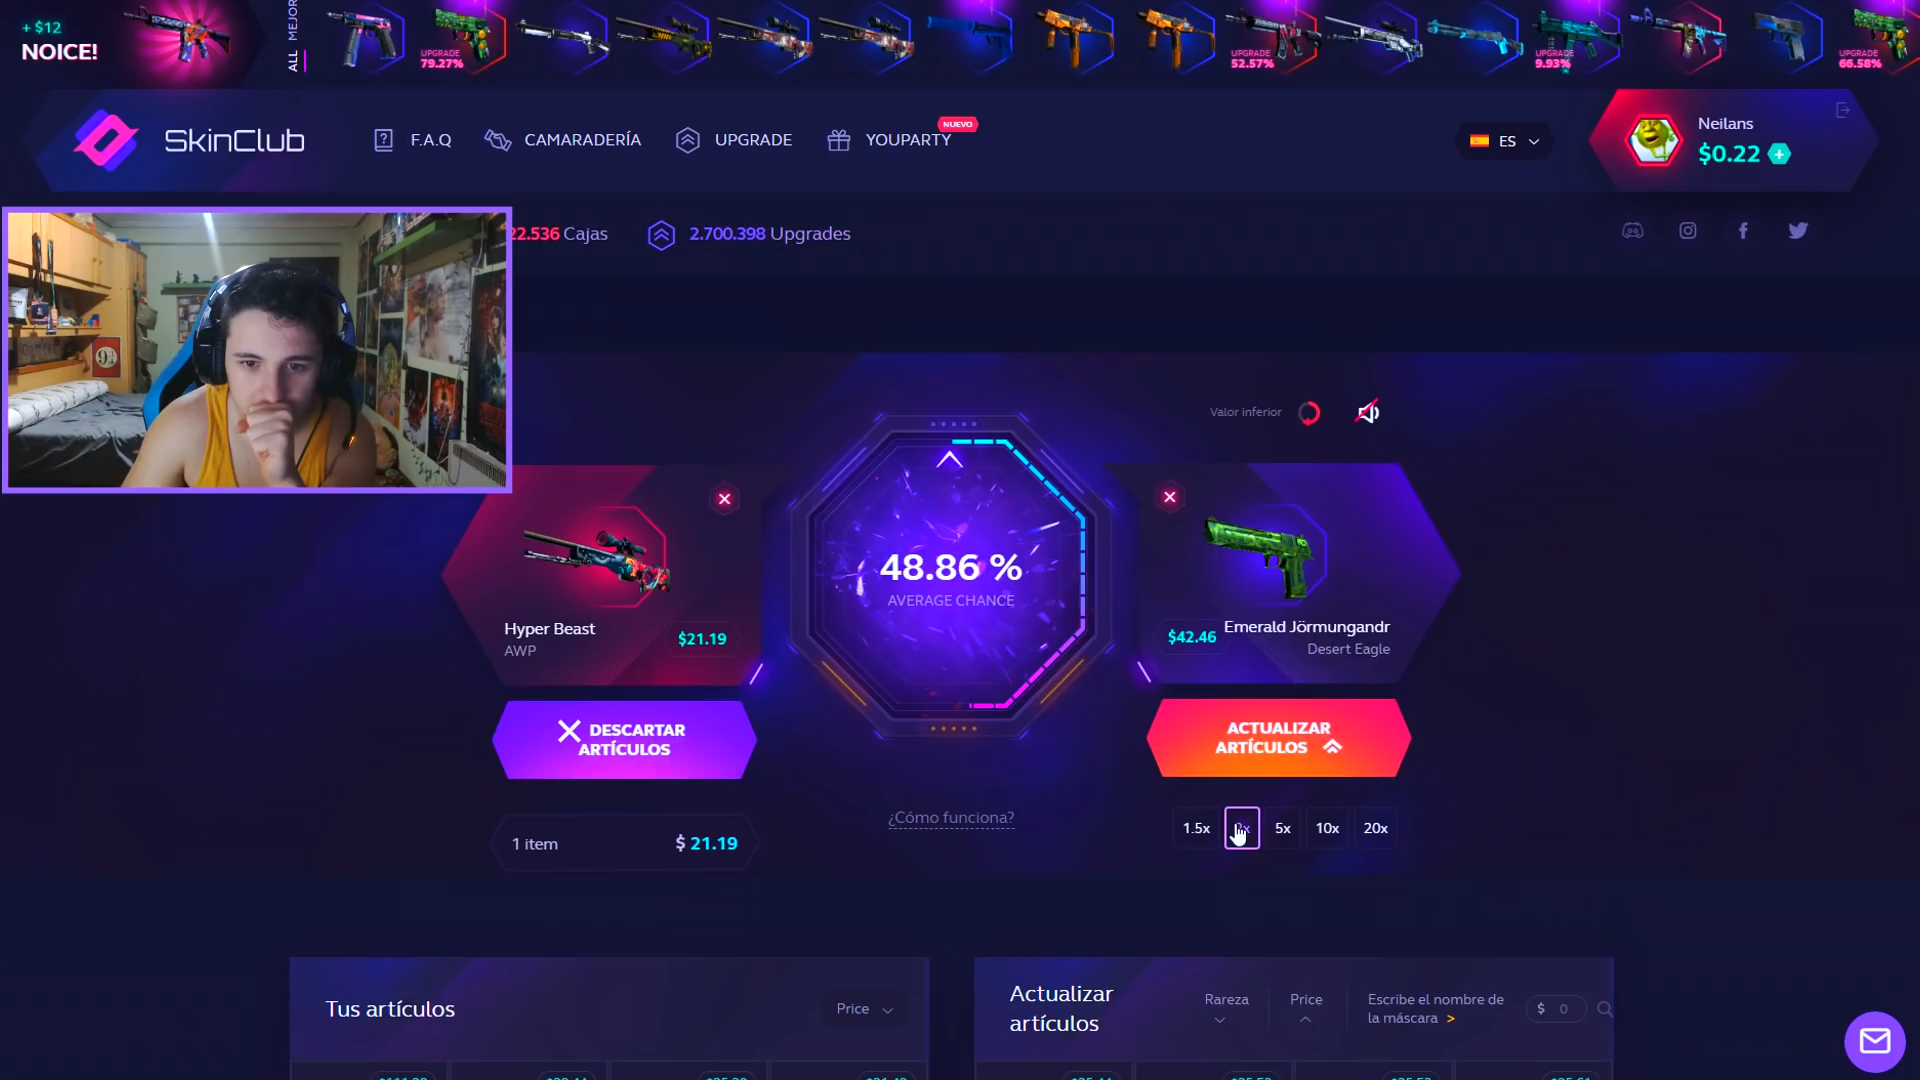 + $12
NOICE!
ALL MEJOR
UPGRADE
79.27%
UPGRADE
52.57%
UPGRADE
9.93%
UPGRADE
66.58%
SkinClub
F.A.Q
CAMARADERÍA
UPGRADE
YOUPARTY
NUEVO
ES
Neilans
$0.22
22.536 Cajas
2.700.398 Upgrades
9¾
Valor inferior
48.86 %
AVERAGE CHANCE
Hyper Beast
AWP
$21.19
$42.46
Emerald Jörmungandr
Desert Eagle
DESCARTAR
ARTÍCULOS
ACTUALIZAR
ARTÍCULOS
1 item
$ 21.19
¿Cómo funciona?
1.5x
5x
10x
20x
Tus artículos
Price
Actualizar
artículos
Rareza
Price
Escribe el nombre de
la máscara >
$ 0